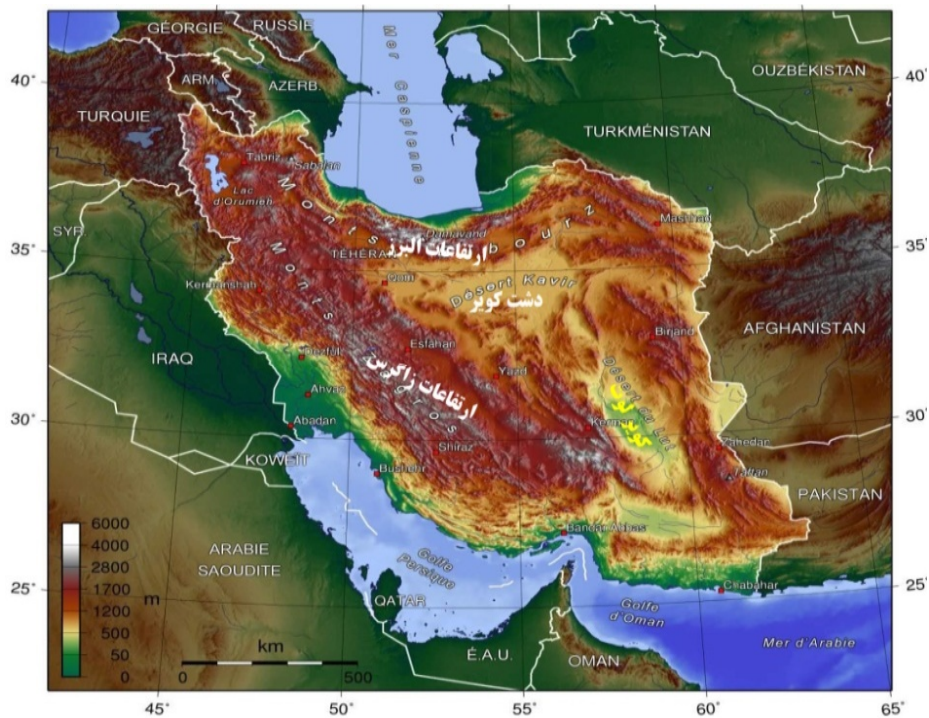 GÉORGIE
RUSSIE
40°
ARM.
AZERB.
Mer Caspienne
OUZBÉKISTAN
40°
TURQUIE
TURKMÉNISTAN
Tabriz
Sabalan
Lac
d'Orumieh
Monts
Elbourz
Mashhad
SYR.
35°
Damavand
ارتفاعات البرز
TÉHÉRAN
35°
Qom
Kermanshah
Désert Kavir
دشت کویر
Monts Zagros
Birjand
AFGHANISTAN
IRAQ
Dezful
Esfahan
ارتفاعات زاگرس
Yazd
Désert du Lut
کویر لوت
Ahvas
30°
Abadan
Kerman
30°
KOWEÏT
Shiraz
Zahedan
Bushehr
Taftan
PAKISTAN
6000
4000
2800
1700
1200
500
50
0
m
ARABIE
SAOUDITE
Bandar Abbas
Golfe
Persique
25°
QATAR
Chabahar
25°
Golfe
d'Oman
Mer d'Arabie
km
0
500
É.A.U.
OMAN
45°
50°
55°
60°
65°